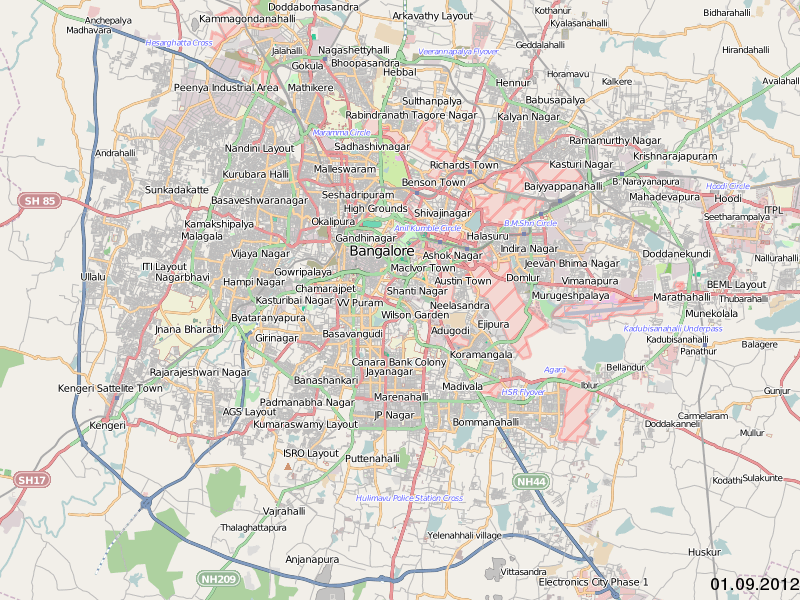 Doddabomasandra
Kothanur
Bidharahalli
Anchepalya
Kammagondanahalli
Arkavathy Layout
Kyalasanahalli
Madhavara
Hesarghatta Cross
Jalahalli
Nagashettyhalli
Veerannapalya Flyover
Geddalahalli
Hirandahalli
Gokula
Bhoopasandra
Hebbal
Horamavu
Peenya Industrial Area
Mathikere
Hennur
Kalkere
Avalahalli
Sulthanpalya
Babusapalya
Rabindranath Tagore Nagar
Kalyan Nagar
Maramma Circle
Nandini Layout
Sadhashivnagar
Ramamurthy Nagar
Andrahalli
Richards Town
Kasturi Nagar
Krishnarajapuram
Kurubara Halli
Malleswaram
Sunkadakatte
Benson Town
Baiyyappanahalli
B. Narayanapura
Hoodi Circle
Seshadripuram
Mahadevapura
Hoodi
SH 85
Basaveshwaranagar
High Grounds
Shivajinagar
ITPL
Seetharampalya
Kamakshipalya
Okalipura
B.M.Shri Circle
Malagala
Gandhinagar
Anil Kumble Circle
Halasuru
Vijay Nagar
Bangalore
Ashok Nagar
Indira Nagar
Doddanekundi
Nallurahalli
Ullalu
ITI Layout
Nagarbhavi
Gowripalaya
MacIvor Town
Jeevan Bhima Nagar
Hampi Nagar
Chamarajpet
Shanti Nagar
Austin Town
Domlur
Vimanapura
BEML Layout
Kasturibai Nagar
VV Puram
Neelasandra
Murugeshpalaya
Marathahalli
Thubarahalli
Byataranyapura
Wilson Garden
Munekolala
Jnana Bharathi
Girinagar
Basavangudi
Adugodi
Ejipura
Kadubisanahalli Underpass
Kadubisanahalli
Balagere
Koramangala
Panathur
Rajarajeshwari Nagar
Canara Bank Colony
Jayanagar
Agara
Bellandur
Kengeri Sattelite Town
Banashankari
Madivala
Iblur
Gunjur
Padmanabha Nagar
Marenahalli
HSR Flyover
AGS Layout
JP Nagar
Carmelaram
Kengeri
Kumaraswamy Layout
Bommanahalli
Doddakanneli
Mullur
ISRO Layout
Puttenahalli
SH17
NH44
Kodathi
Sulakunte
Hulimavu Police Station Cross
Vajrahalli
Thalaghattapura
Yelenahhali village
Anjanapura
Huskur
NH209
Vittasandra
Electronics City Phase 1
01.09.2012